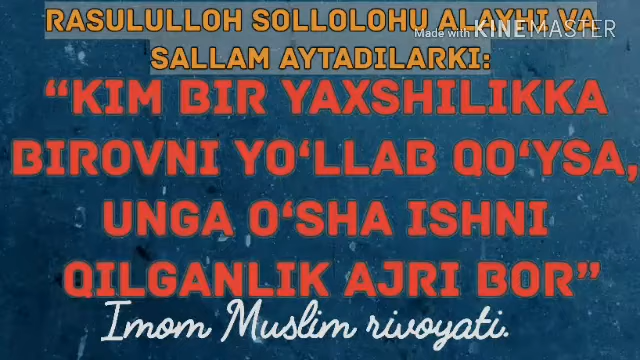 RASULULLOH SOLLOLOHU ALAYHI VA
Made with KINEMASTER
SALLAM AYTADILARKI:
“KIM BIR YAXSHILIKKA
BIROVNI YO‘LLAB QO‘YSA,
UNGA O‘SHA ISHNI
QILGANLIK AJRI BOR”
Imom Muslim rivoyati.